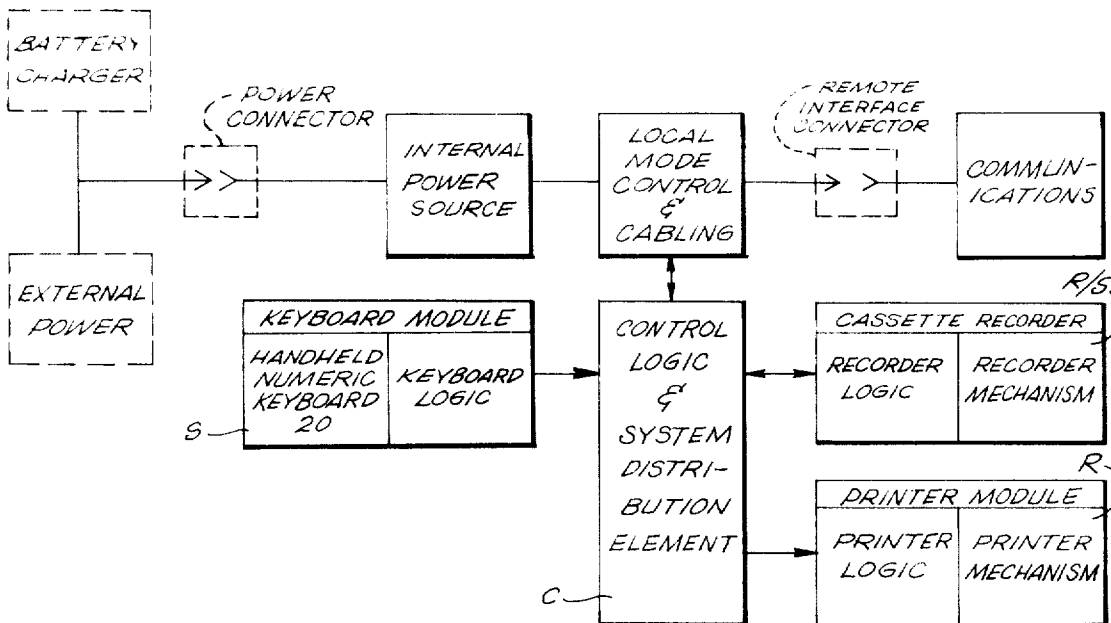 BATTERY
CHARGER
POWER
CONNECTOR
REMOTE
INTERFACE
CONNECTOR
INTERNAL
POWER
SOURCE
LOCAL
MODE
CONTROL
&
CABLING
COMMUN-
ICATIONS
EXTERNAL
POWER
KEYBOARD MODULE
HANDHELD
NUMERIC
KEYBOARD
20
KEYBOARD
LOGIC
S
CONTROL
LOGIC
&
SYSTEM
DISTRI-
BUTION
ELEMENT
C
R/S
CASSETTE RECORDER
RECORDER
LOGIC
RECORDER
MECHANISM
R-
PRINTER MODULE
PRINTER
LOGIC
PRINTER
MECHANISM